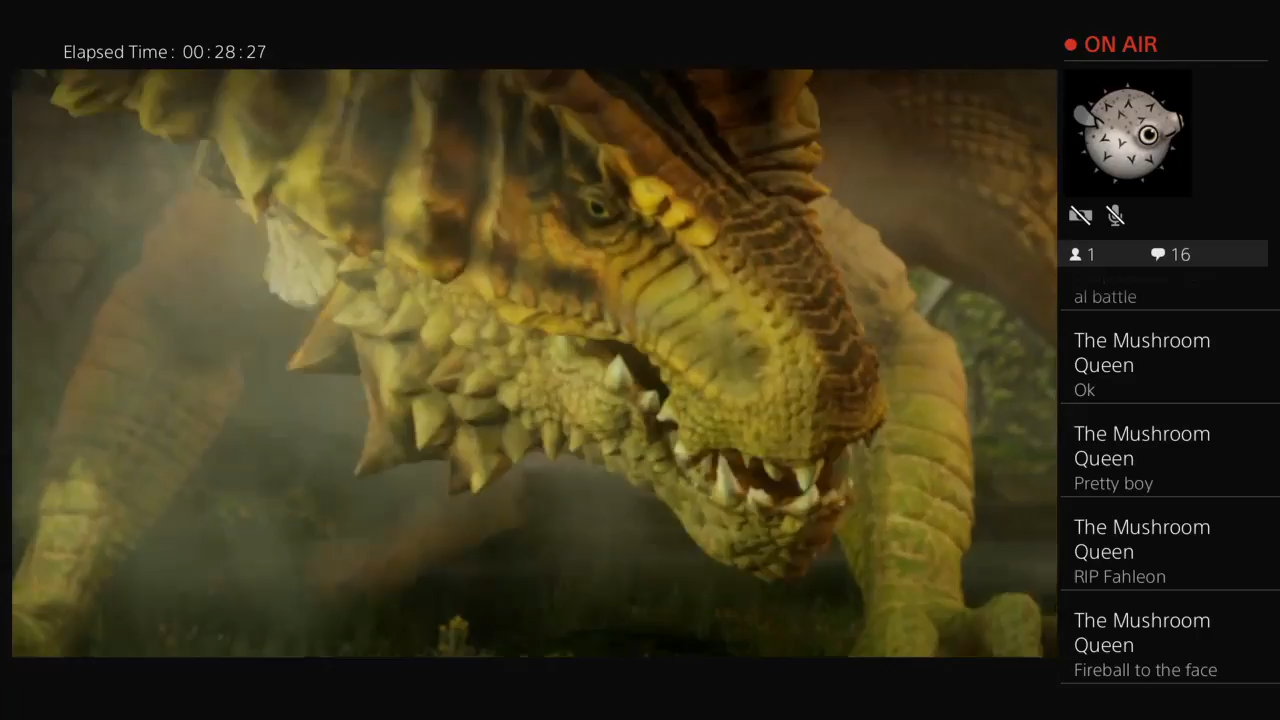 Elapsed Time: 00:28:27
ON AIR
1 16
al battle
The Mushroom
Queen
Ok
The Mushroom
Queen
Pretty boy
The Mushroom
Queen
RIP Fahleon
The Mushroom
Queen
Fireball to the face